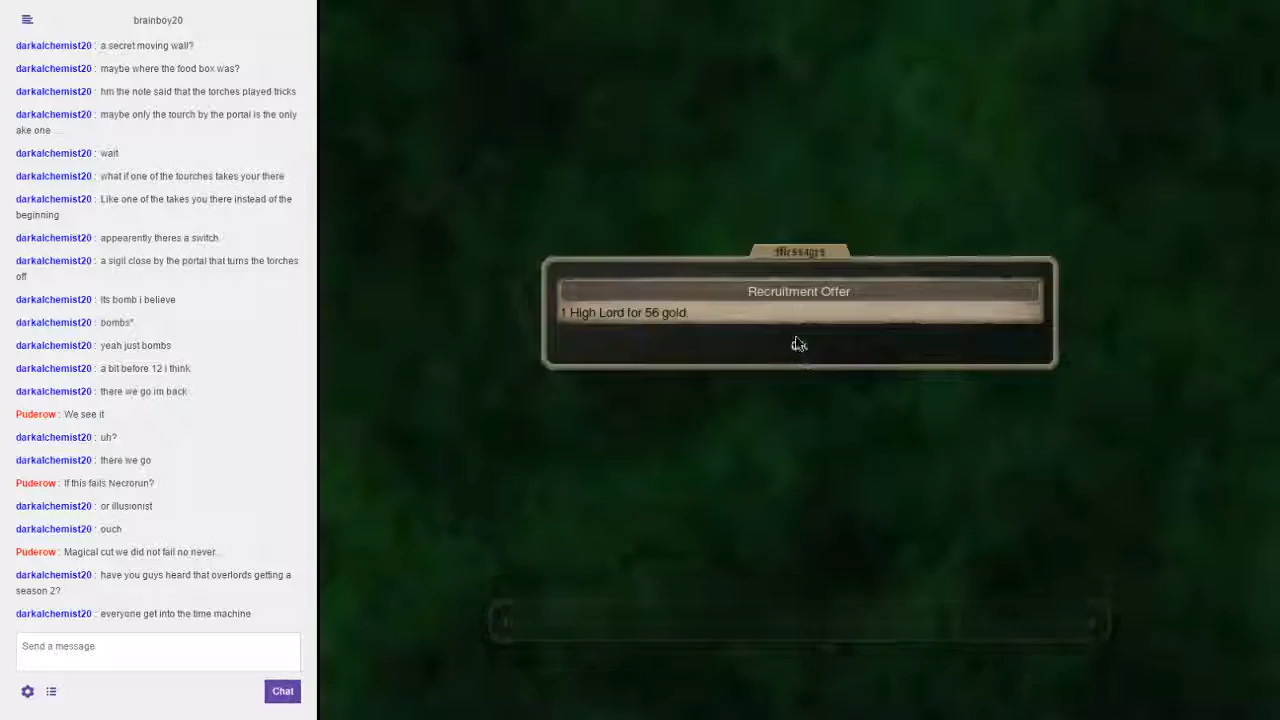 brainboy20
darkalchemist20 : a secret moving wall?
darkalchemist20 : maybe where the food box was?
darkalchemist20 : hm the note said that the torches played tricks
darkalchemist20 : maybe only the tourch by the portal is the only
ake one ...
darkalchemist20 : wait
darkalchemist20 : what if one of the tourches takes your there
darkalchemist20 : Like one of the takes you there instead of the
beginning
darkalchemist20 : appearently theres a switch
darkalchemist20 : a sigil close by the portal that turns the torches
off
darkalchemist20 : Its bomb i believe
darkalchemist20 : bombs*
darkalchemist20 : yeah just bombs
darkalchemist20 : a bit before 12 i think
darkalchemist20 : there we go im back
Puderow : We see it
darkalchemist20 : uh?
darkalchemist20 : there we go
Puderow : If this fails Necrorun?
darkalchemist20 : or illusionist
darkalchemist20 : ouch
Puderow : Magical cut we did not fail no never...
darkalchemist20 : have you guys heard that overlords getting a
season 2?
darkalchemist20 : everyone get into the time machine
Send a message
Chat
Messages
Recruitment Offer
1 High Lord for 56 gold.